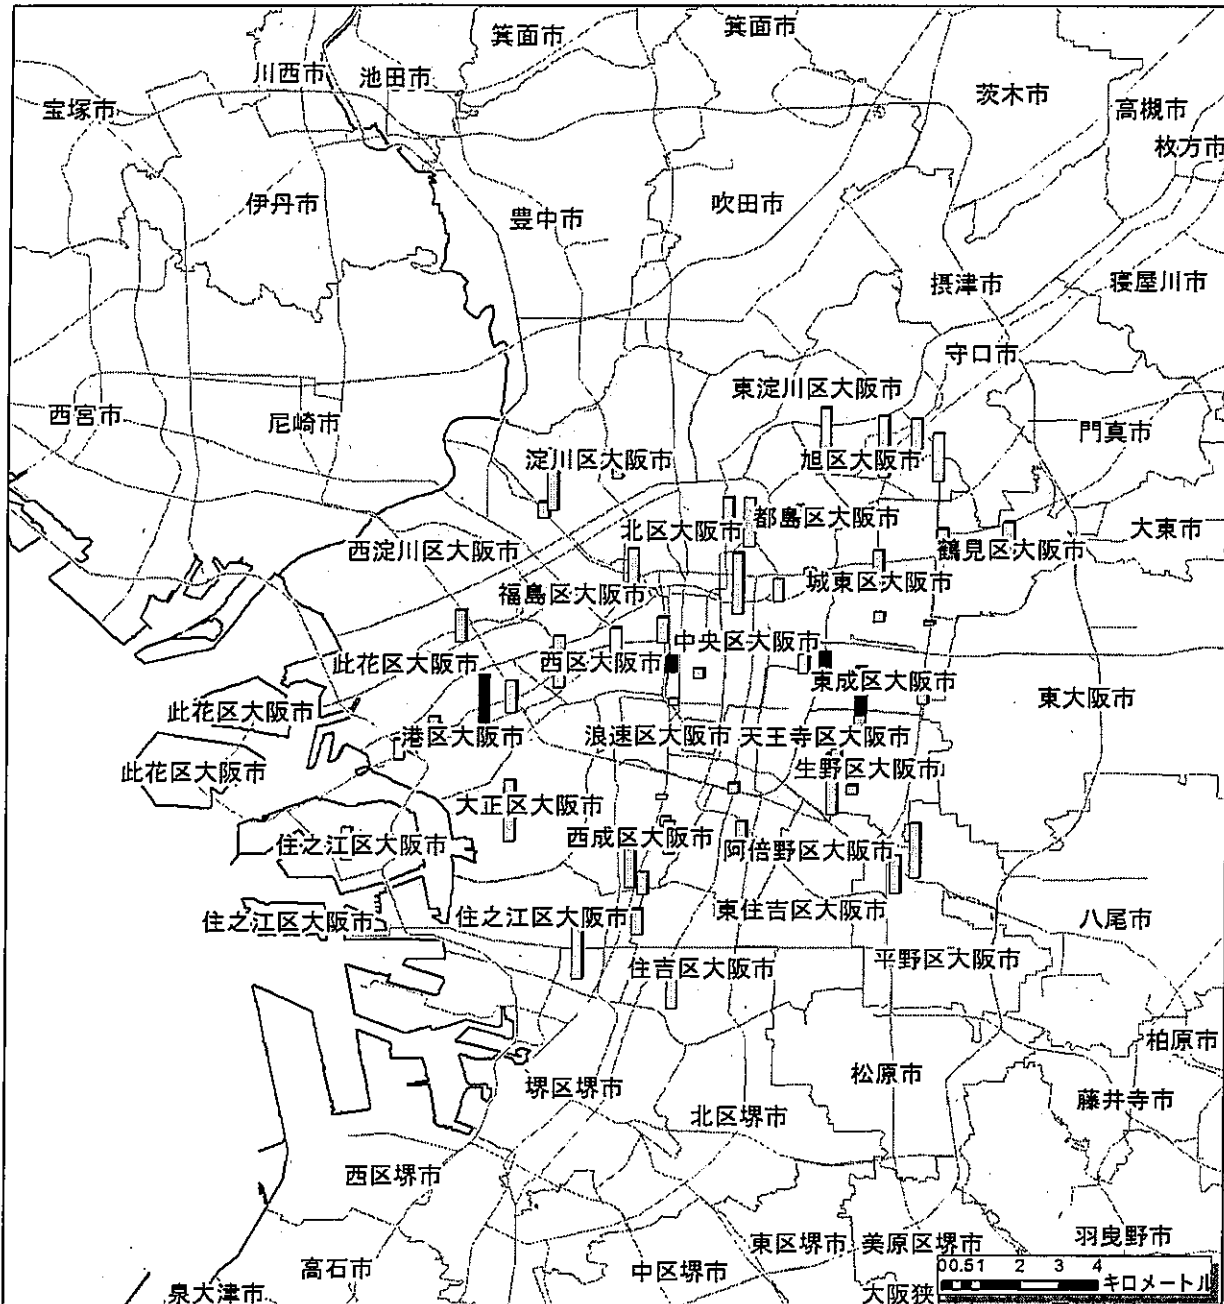 箕面市
箕面市
川西市
池田市
茨木市
高槻市
宝塚市
枚方市
伊丹市
豊中市
吹田市
摂津市
寝屋川市
守口市
東淀川区大阪市
西宮市
尼崎市
門真市
淀川区大阪市
旭区大阪市
北区大阪市
都島区大阪市
大東市
西淀川区大阪市
鶴見区大阪市
福島区大阪市
城東区大阪市
中央区大阪市
此花区大阪市
西区大阪市
東成区大阪市
東大阪市
此花区大阪市
港区大阪市
浪速区大阪市
天王寺区大阪市
此花区大阪市
生野区大阪市
大正区大阪市
住之江区大阪市
西成区大阪市
阿倍野区大阪市
住之江区大阪市
住之江区大阪市
東住吉区大阪市
八尾市
住吉区大阪市
平野区大阪市
柏原市
松原市
堺区堺市
藤井寺市
北区堺市
西区堺市
羽曳野市
東区堺市
美原区堺市
高石市
中区堺市
泉大津市
大阪狭
00.51 2 3 4
キロメートル